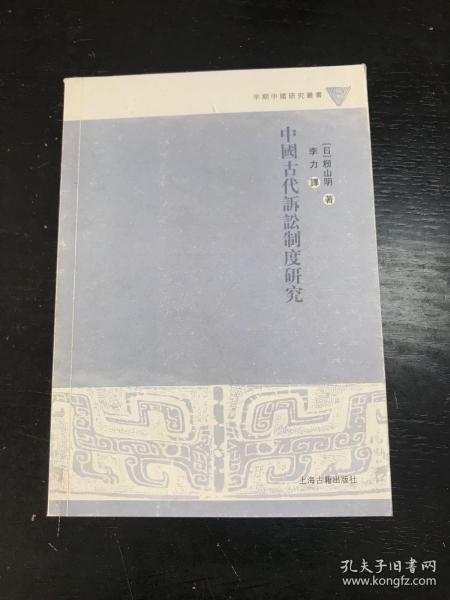 早期中國研究叢書
中國古代訴訟制度研究
[日]籾山明 著
李力 譯
上海古籍出版社
孔夫子旧书网
www.kongfz.com